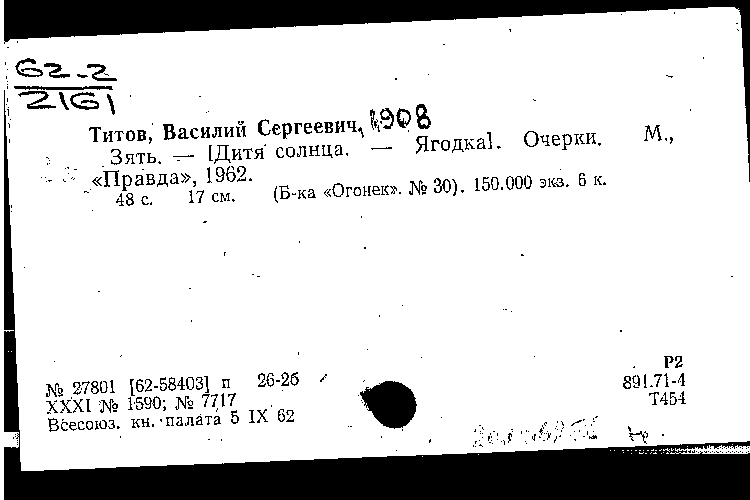 62-2
2161
Титов, Василий Сергеевич, 1908
Зять. — [Дитя солнца. — Ягодка]. Очерки. М.,
«Правда», 1962.
48 с. 17 см. (Б-ка «Огонек». № 30). 150.000 экз. 6 к.
Р2
№ 27801 [62-58403] п 26-2б
891.71-4
XXXI № 1590; № 7717
Т454
Всесоюз. кн. палата 5 IX 62